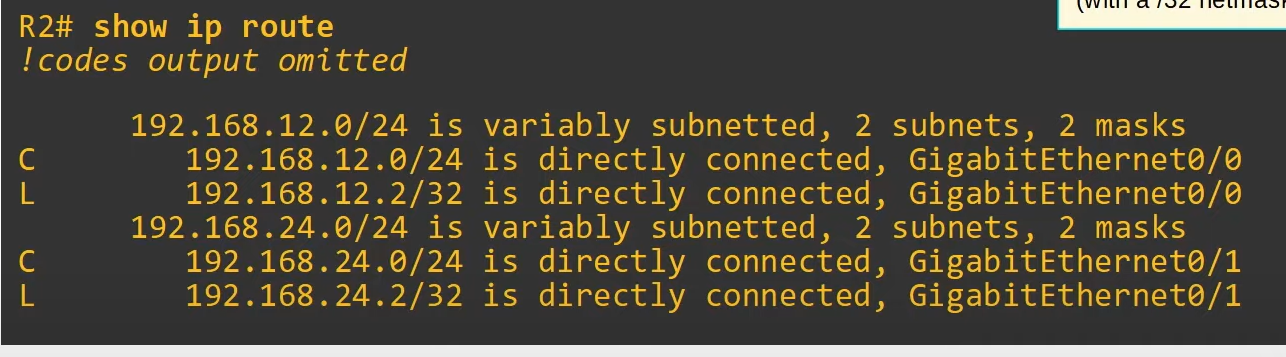 (with a /32 netmask
R2# show ip route
!codes output omitted
192.168.12.0/24 is variably subnetted, 2 subnets, 2 masks
C 192.168.12.0/24 is directly connected, GigabitEthernet0/0
L 192.168.12.2/32 is directly connected, GigabitEthernet0/0
192.168.24.0/24 is variably subnetted, 2 subnets, 2 masks
C 192.168.24.0/24 is directly connected, GigabitEthernet0/1
L 192.168.24.2/32 is directly connected, GigabitEthernet0/1